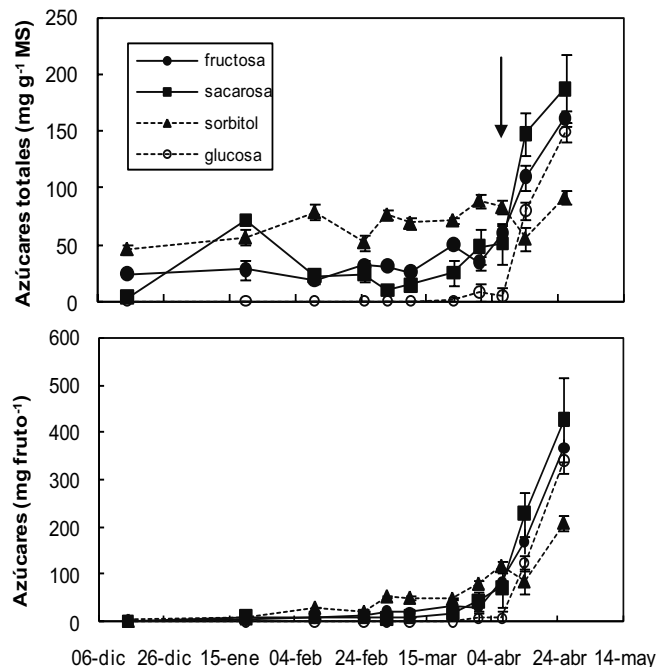 Azúcares totales (mg g⁻¹ MS)
250
200
150
100
50
0
fructosa
sacarosa
sorbitol
glucosa
Azúcares (mg fruto⁻¹)
600
500
400
300
200
100
0
06-dic 26-dic 15-ene 04-feb 24-feb 15-mar 04-abr 24-abr 14-may